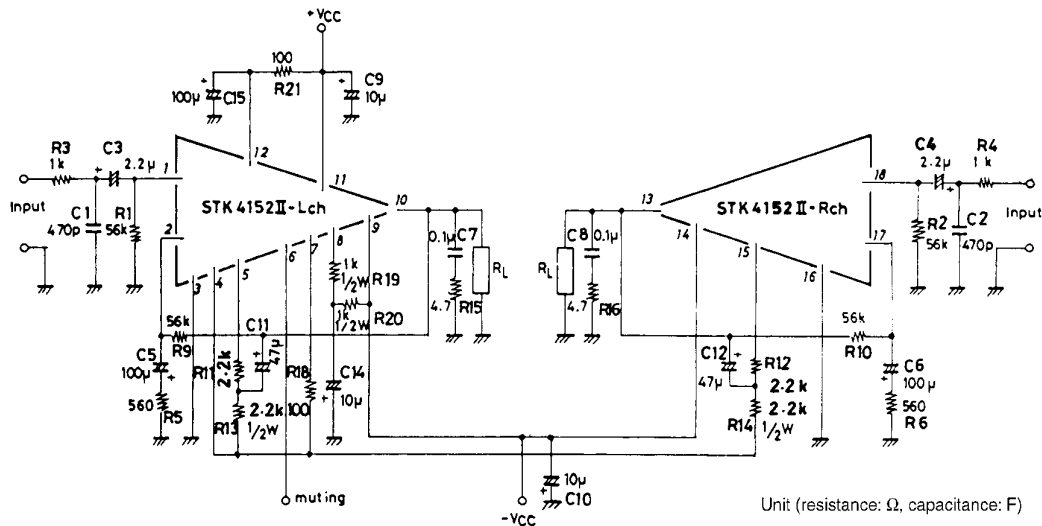 +VCC
100
R21
100µ
C15
C9
10µ
R3
1k
C3
2.2µ
1
12
11
10
Input
C1
470p
R1
56k
2
STK4152II-Lch
3
4
5
6
7
8
9
0.1µ
C7
RL
4.7
R15
1k
1/2W
R19
1k
1/2W
R20
56k
R9
C5
100µ
560
R5
R11
2.2k
C11
47µ
R13
2.2k
1/2W
R18
100
C14
10µ
muting
-VCC
10µ
C10
13
STK4152II-Rch
14
15
16
17
18
RL
C8
0.1µ
4.7
R16
C4
2.2µ
R4
1k
R2
56k
C2
470p
Input
56k
R10
C12
47µ
R12
2.2k
2.2k
R14
1/2W
C6
100µ
560
R6
Unit (resistance: Ω, capacitance: F)